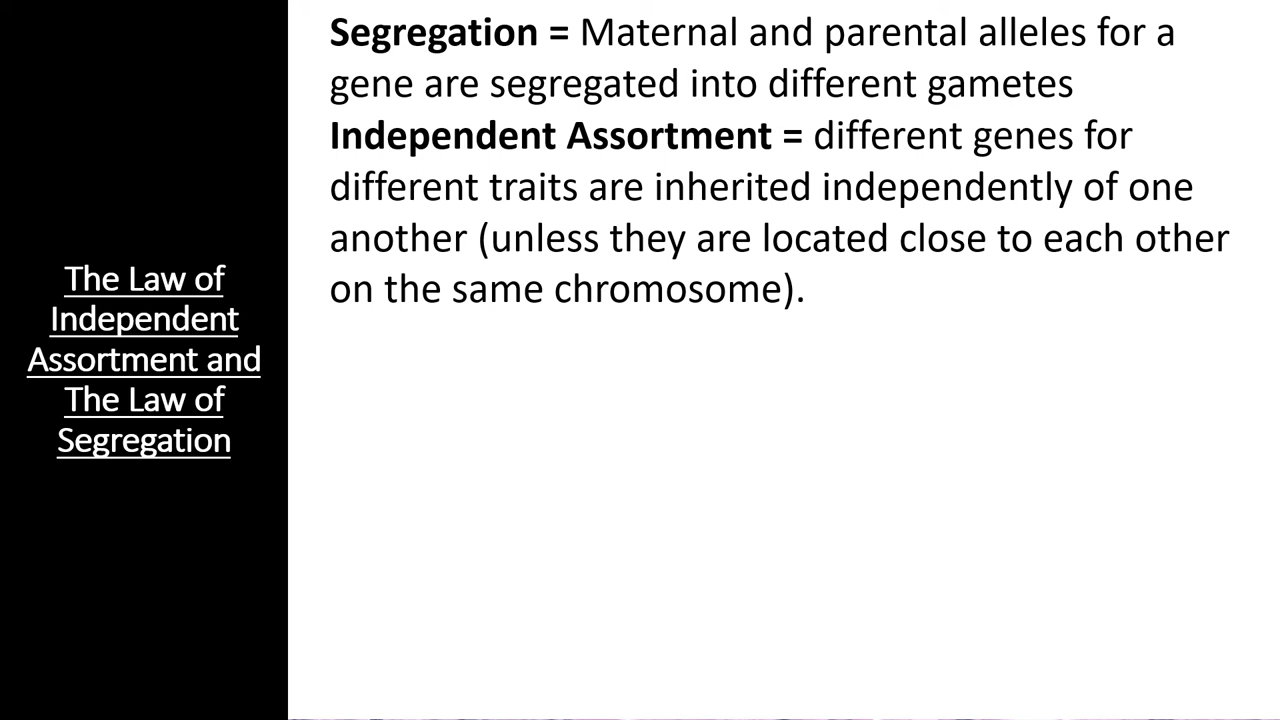 The Law of
Independent
Assortment and
The Law of
Segregation
Segregation = Maternal and parental alleles for a
gene are segregated into different gametes
Independent Assortment = different genes for
different traits are inherited independently of one
another (unless they are located close to each other
on the same chromosome).